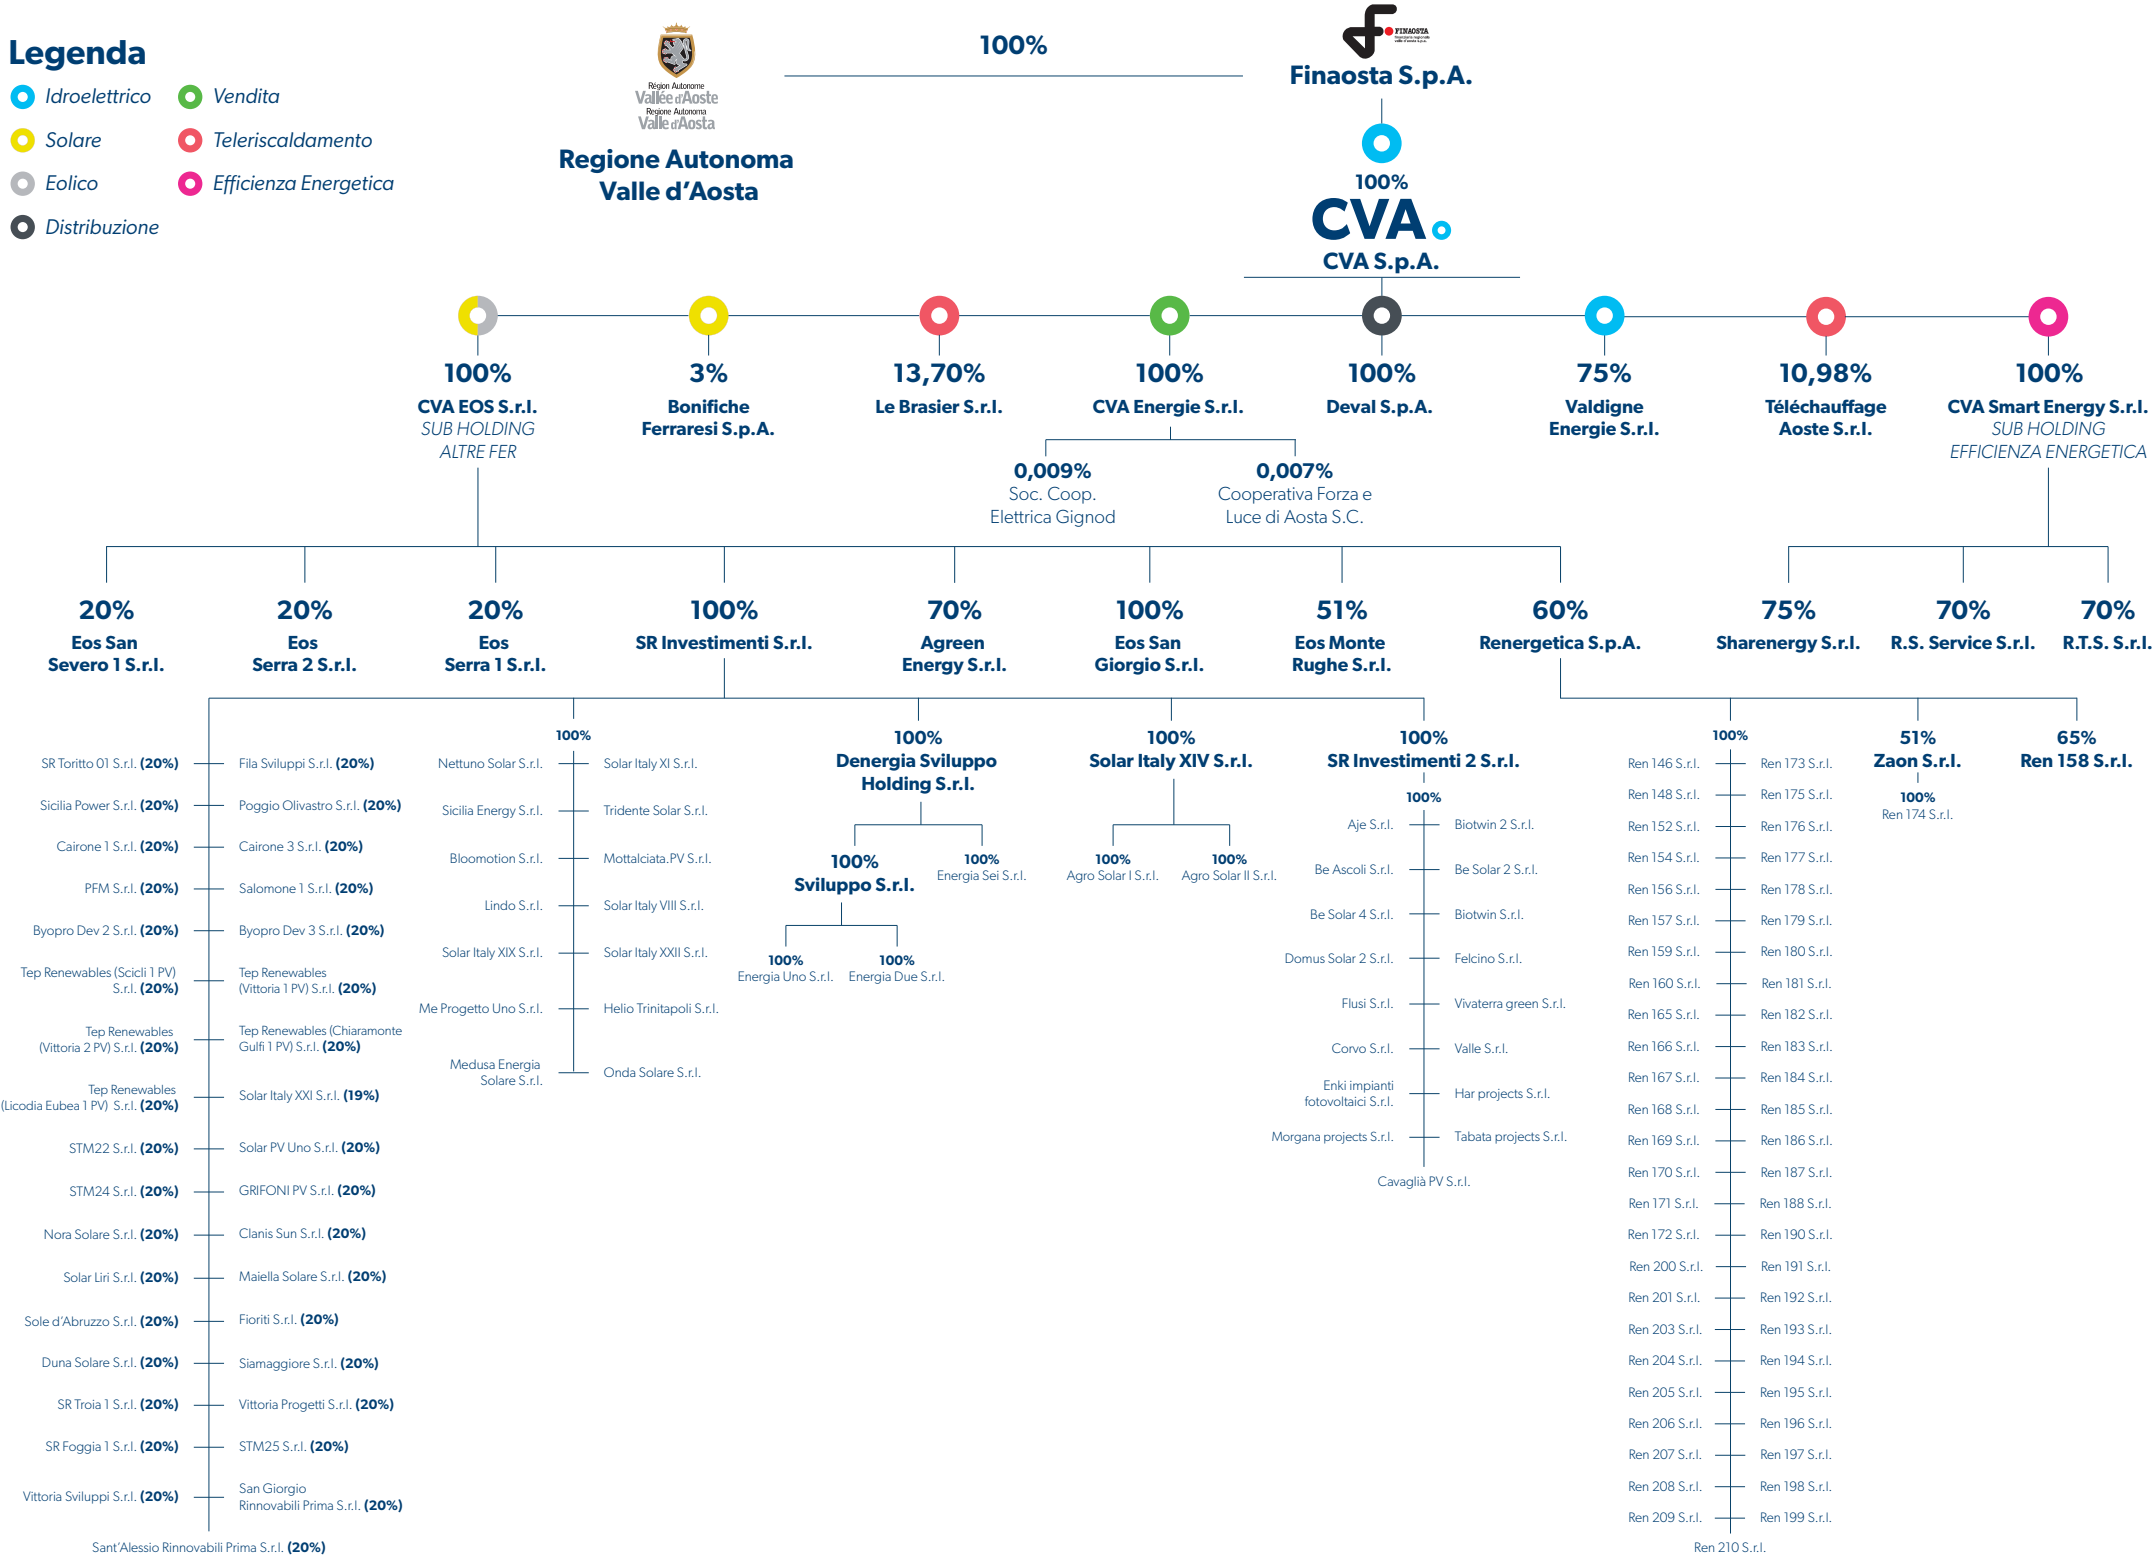 Legenda
Idroelettrico
Vendita
Solare
Teleriscaldamento
Eolico
Efficienza Energetica
Distribuzione
Région Autonome
Vallée d'Aoste
Regione Autonoma
Valle d'Aosta
Regione Autonoma
Valle d'Aosta
100%
FINAOSTA
Finaosta S.p.A.
100%
CVA
CVA S.p.A.
100%
CVA EOS S.r.l.
SUB HOLDING
ALTRE FER
3%
Bonifiche
Ferraresi S.p.A.
13,70%
Le Brasier S.r.l.
100%
CVA Energie S.r.l.
0,009%
Soc. Coop.
Elettrica Gignod
0,007%
Cooperativa Forza e
Luce di Aosta S.C.
100%
Deval S.p.A.
75%
Valdigne
Energie S.r.l.
10,98%
Téléchauffage
Aoste S.r.l.
100%
CVA Smart Energy S.r.l.
SUB HOLDING
EFFICIENZA ENERGETICA
20%
Eos San
Severo 1 S.r.l.
20%
Eos
Serra 2 S.r.l.
20%
Eos
Serra 1 S.r.l.
100%
SR Investimenti S.r.l.
70%
Agreen
Energy S.r.l.
100%
Eos San
Giorgio S.r.l.
51%
Eos Monte
Rughe S.r.l.
60%
Renergetica S.p.A.
75%
Sharenergy S.r.l.
70%
R.S. Service S.r.l.
70%
R.T.S. S.r.l.
SR Toritto 01 S.r.l. (20%)
Fila Sviluppi S.r.l. (20%)
Sicilia Power S.r.l. (20%)
Poggio Olivastro S.r.l. (20%)
Cairone 1 S.r.l. (20%)
Cairone 3 S.r.l. (20%)
PFM S.r.l. (20%)
Salomone 1 S.r.l. (20%)
Byopro Dev 2 S.r.l. (20%)
Byopro Dev 3 S.r.l. (20%)
Tep Renewables (Scicli 1 PV)
S.r.l. (20%)
Tep Renewables
(Vittoria 1 PV) S.r.l. (20%)
Tep Renewables
(Vittoria 2 PV) S.r.l. (20%)
Tep Renewables (Chiaramonte
Gulfi 1 PV) S.r.l. (20%)
Tep Renewables
(Licodia Eubea 1 PV) S.r.l. (20%)
Solar Italy XXI S.r.l. (19%)
STM22 S.r.l. (20%)
Solar PV Uno S.r.l. (20%)
STM24 S.r.l. (20%)
GRIFONI PV S.r.l. (20%)
Nora Solare S.r.l. (20%)
Clanis Sun S.r.l. (20%)
Solar Liri S.r.l. (20%)
Maiella Solare S.r.l. (20%)
Sole d'Abruzzo S.r.l. (20%)
Fioriti S.r.l. (20%)
Duna Solare S.r.l. (20%)
Siamaggiore S.r.l. (20%)
SR Troia 1 S.r.l. (20%)
Vittoria Progetti S.r.l. (20%)
SR Foggia 1 S.r.l. (20%)
STM25 S.r.l. (20%)
Vittoria Sviluppi S.r.l. (20%)
San Giorgio
Rinnovabili Prima S.r.l. (20%)
Sant'Alessio Rinnovabili Prima S.r.l. (20%)
100%
Nettuno Solar S.r.l.
Solar Italy XI S.r.l.
Sicilia Energy S.r.l.
Tridente Solar S.r.l.
Bloomotion S.r.l.
Mottalciata.PV S.r.l.
Lindo S.r.l.
Solar Italy VIII S.r.l.
Solar Italy XIX S.r.l.
Solar Italy XXII S.r.l.
Me Progetto Uno S.r.l.
Helio Trinitapoli S.r.l.
Medusa Energia
Solare S.r.l.
Onda Solare S.r.l.
100%
Denergia Sviluppo
Holding S.r.l.
100%
Sviluppo S.r.l.
100%
Energia Sei S.r.l.
100%
Energia Uno S.r.l.
100%
Energia Due S.r.l.
100%
Solar Italy XIV S.r.l.
100%
Agro Solar I S.r.l.
100%
Agro Solar II S.r.l.
100%
SR Investimenti 2 S.r.l.
100%
Aje S.r.l.
Biotwin 2 S.r.l.
Be Ascoli S.r.l.
Be Solar 2 S.r.l.
Be Solar 4 S.r.l.
Biotwin S.r.l.
Domus Solar 2 S.r.l.
Felcino S.r.l.
Flusi S.r.l.
Vivaterra green S.r.l.
Corvo S.r.l.
Valle S.r.l.
Enki impianti
fotovoltaici S.r.l.
Har projects S.r.l.
Morgana projects S.r.l.
Tabata projects S.r.l.
Cavaglià PV S.r.l.
100%
Ren 146 S.r.l.
Ren 173 S.r.l.
Ren 148 S.r.l.
Ren 175 S.r.l.
Ren 152 S.r.l.
Ren 176 S.r.l.
Ren 154 S.r.l.
Ren 177 S.r.l.
Ren 156 S.r.l.
Ren 178 S.r.l.
Ren 157 S.r.l.
Ren 179 S.r.l.
Ren 159 S.r.l.
Ren 180 S.r.l.
Ren 160 S.r.l.
Ren 181 S.r.l.
Ren 165 S.r.l.
Ren 182 S.r.l.
Ren 166 S.r.l.
Ren 183 S.r.l.
Ren 167 S.r.l.
Ren 184 S.r.l.
Ren 168 S.r.l.
Ren 185 S.r.l.
Ren 169 S.r.l.
Ren 186 S.r.l.
Ren 170 S.r.l.
Ren 187 S.r.l.
Ren 171 S.r.l.
Ren 188 S.r.l.
Ren 172 S.r.l.
Ren 190 S.r.l.
Ren 200 S.r.l.
Ren 191 S.r.l.
Ren 201 S.r.l.
Ren 192 S.r.l.
Ren 203 S.r.l.
Ren 193 S.r.l.
Ren 204 S.r.l.
Ren 194 S.r.l.
Ren 205 S.r.l.
Ren 195 S.r.l.
Ren 206 S.r.l.
Ren 196 S.r.l.
Ren 207 S.r.l.
Ren 197 S.r.l.
Ren 208 S.r.l.
Ren 198 S.r.l.
Ren 209 S.r.l.
Ren 199 S.r.l.
Ren 210 S.r.l.
51%
Zaon S.r.l.
100%
Ren 174 S.r.l.
65%
Ren 158 S.r.l.